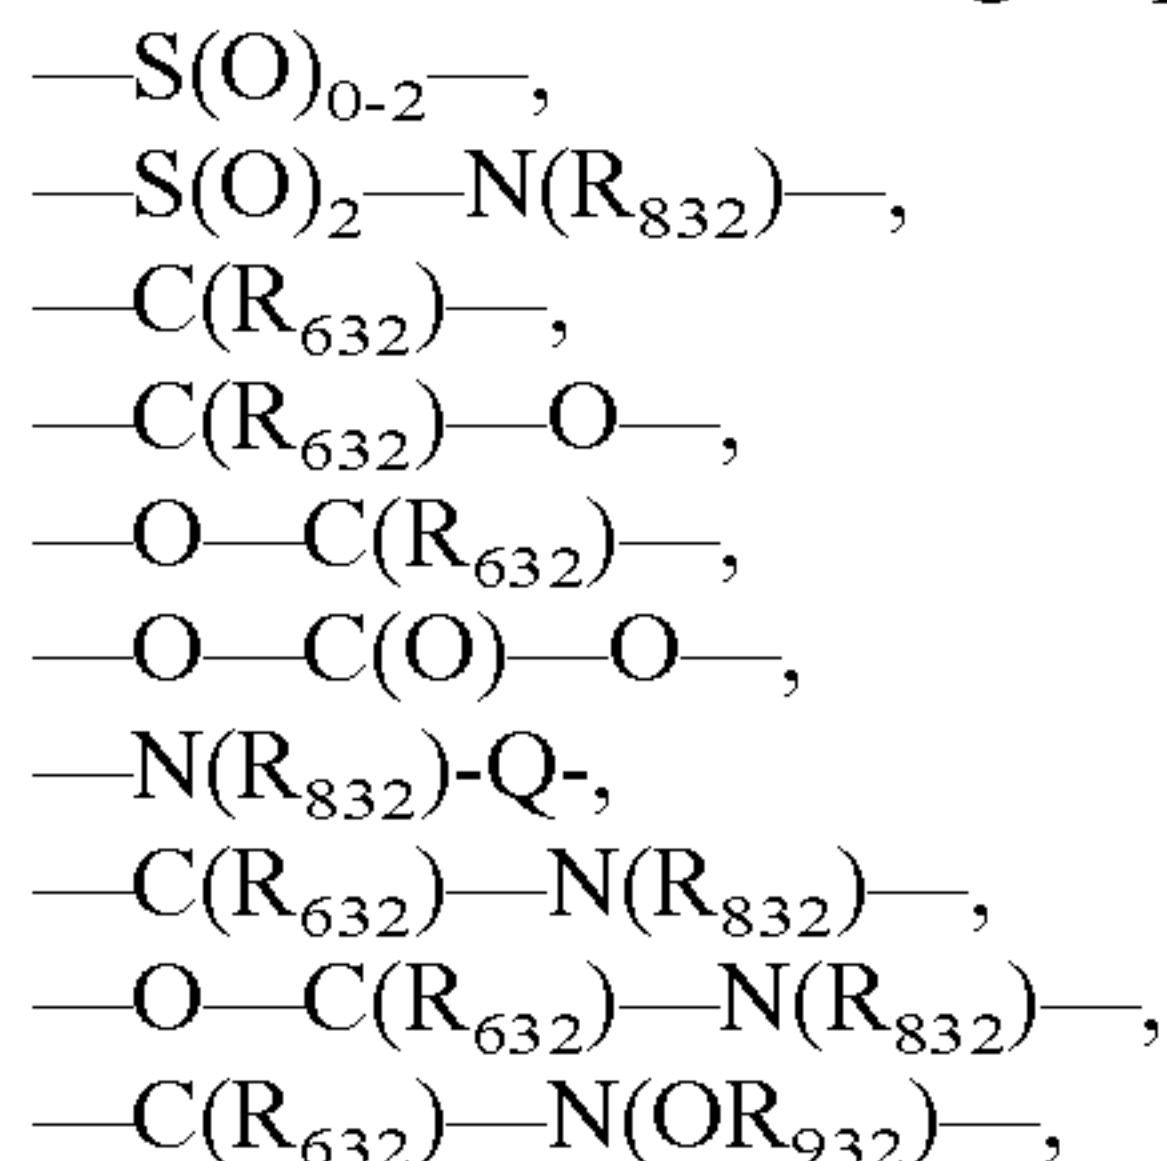 —S(O)₀₋₂—,
—S(O)₂—N(R₈₃₂)—,
—C(R₆₃₂)—,
—C(R₆₃₂)—O—,
—O—C(R₆₃₂)—,
—O—C(O)—O—,
—N(R₈₃₂)-Q-,
—C(R₆₃₂)—N(R₈₃₂)—,
—O—C(R₆₃₂)—N(R₈₃₂)—,
—C(R₆₃₂)—N(OR₉₃₂)—,